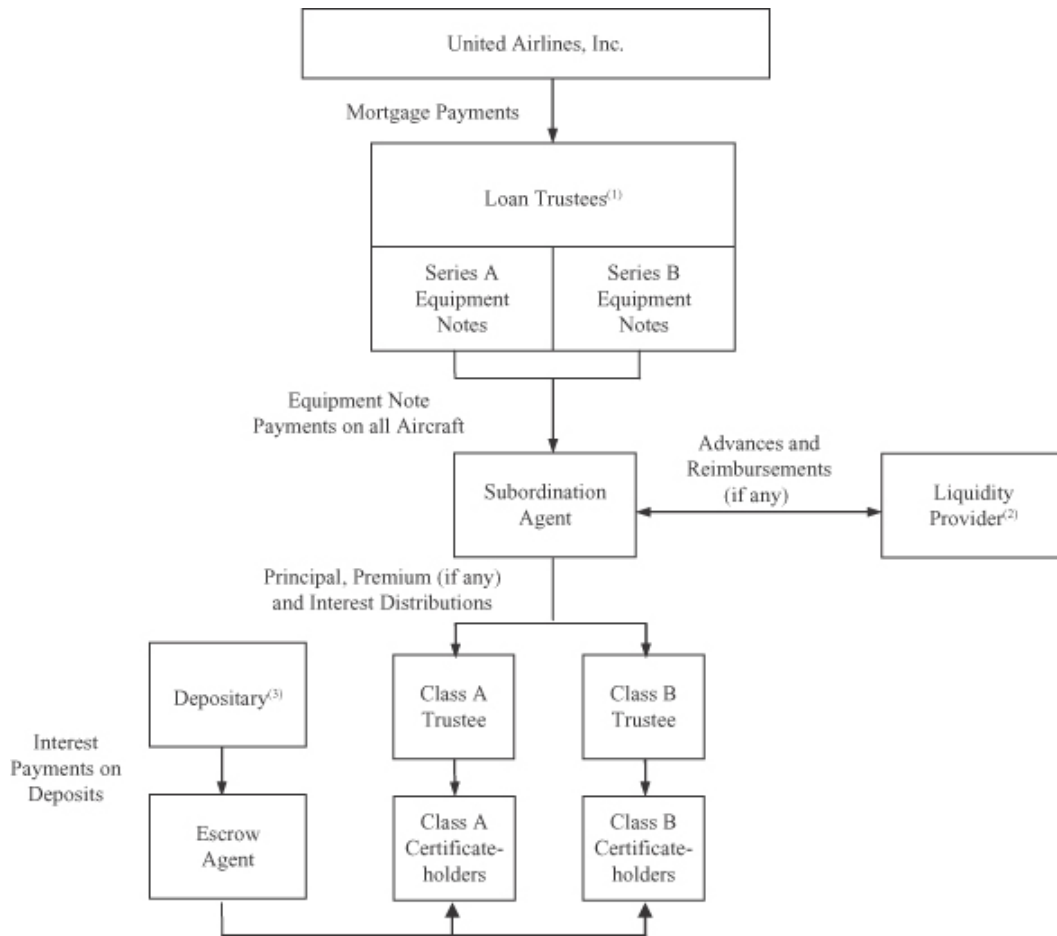 United Airlines, Inc.
Mortgage Payments
Loan Trustees(1)
Series A
Equipment
Notes
Series B
Equipment
Notes
Equipment Note
Payments on all Aircraft
Subordination
Agent
Advances and
Reimbursements
(if any)
Liquidity
Provider(2)
Principal, Premium (if any)
and Interest Distributions
Depositary(3)
Class A
Trustee
Class B
Trustee
Interest
Payments on
Deposits
Escrow
Agent
Class A
Certificate-
holders
Class B
Certificate-
holders